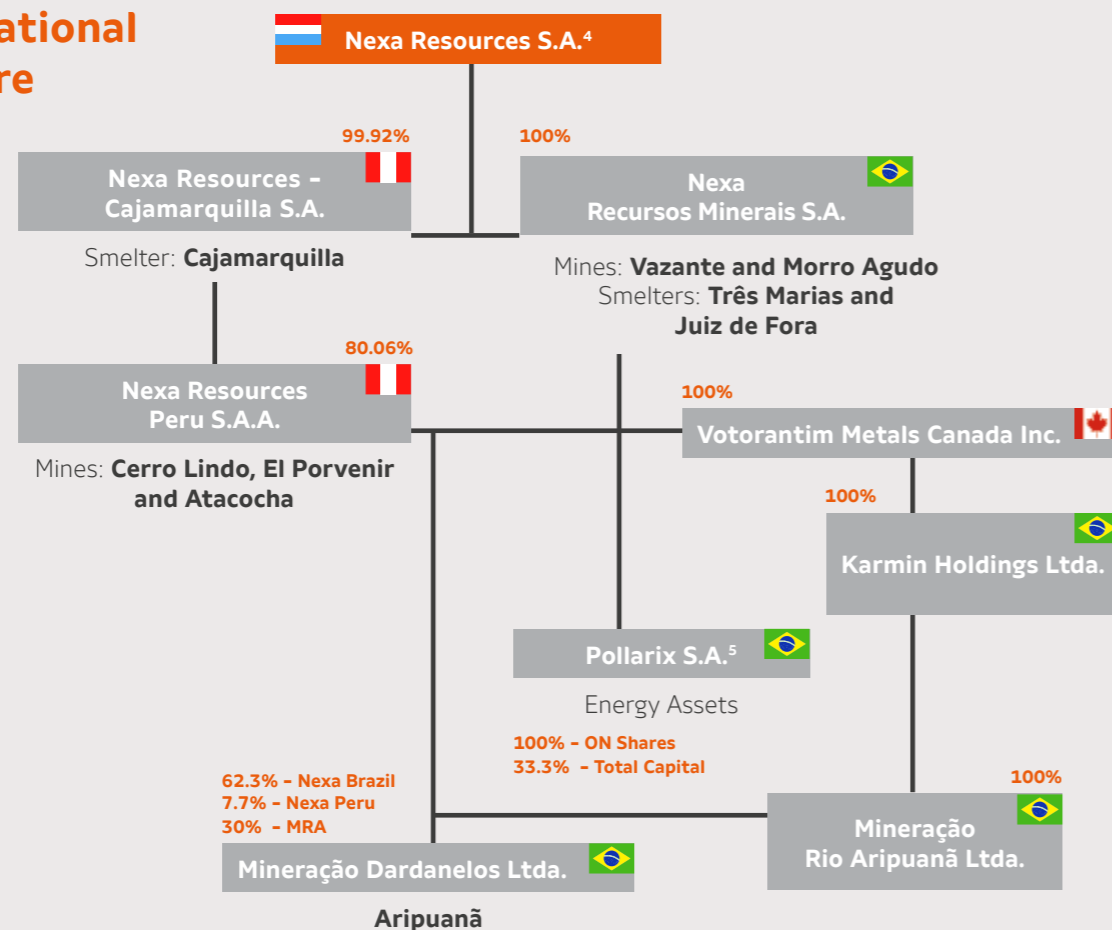 ational
re
Nexa Resources S.A.⁴
99.92%
100%
Nexa Resources –
Cajamarquilla S.A.
Nexa
Recursos Minerais S.A.
Smelter: Cajamarquilla
Mines: Vazante and Morro Agudo
Smelters: Três Marias and
Juiz de Fora
80.06%
Nexa Resources
Peru S.A.A.
100%
Votorantim Metals Canada Inc.
Mines: Cerro Lindo, El Porvenir
and Atacocha
100%
Karmin Holdings Ltda.
Pollarix S.A.⁵
Energy Assets
100% – ON Shares
33.3% – Total Capital
62.3% – Nexa Brazil
7.7% – Nexa Peru
30% – MRA
100%
Mineração
Rio Aripuanã Ltda.
Mineração Dardanelos Ltda.
Aripuanã